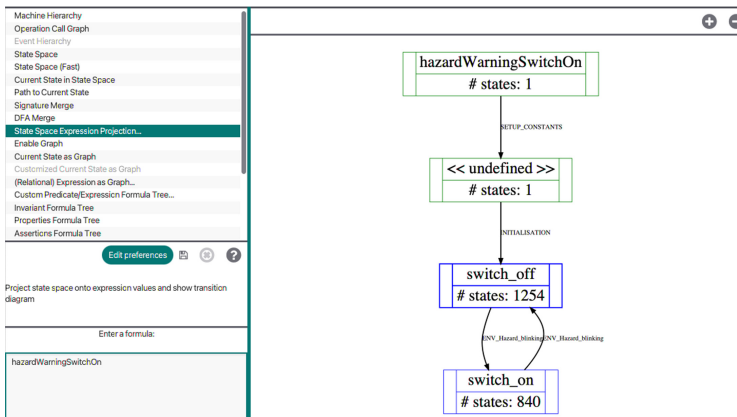 Machine Hierarchy
Operation Call Graph
Event Hierarchy
State Space
State Space (Fast)
Current State in State Space
Path to Current State
Signature Merge
DFA Merge
State Space Expression Projection...
Enable Graph
Current State as Graph
Customized Current State as Graph
(Relational) Expression as Graph...
Custom Predicate/Expression Formula Tree...
Invariant Formula Tree
Properties Formula Tree
Assertions Formula Tree
Edit preferences
?
Project state space onto expression values and show transition
diagram
Enter a formula:
hazardWarningSwitchOn
hazardWarningSwitchOn
# states: 1
SETUP_CONSTANTS
<< undefined >>
# states: 1
INITIALISATION
switch_off
# states: 1254
ENV_Hazard_blinking
ENV_Hazard_blinking
switch_on
# states: 840